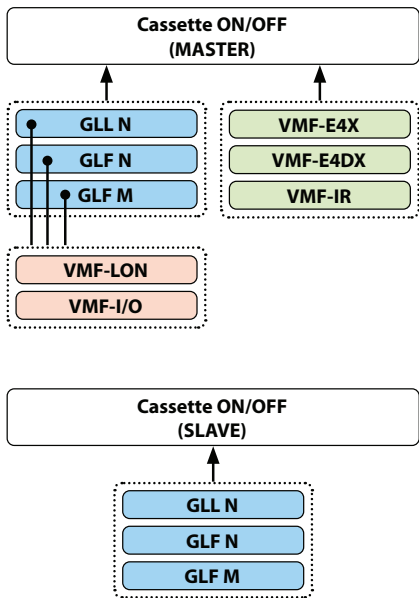 Cassette ON/OFF
(MASTER)
GLL N
GLF N
GLF M
VMF-E4X
VMF-E4DX
VMF-IR
VMF-LON
VMF-I/O
Cassette ON/OFF
(SLAVE)
GLL N
GLF N
GLF M